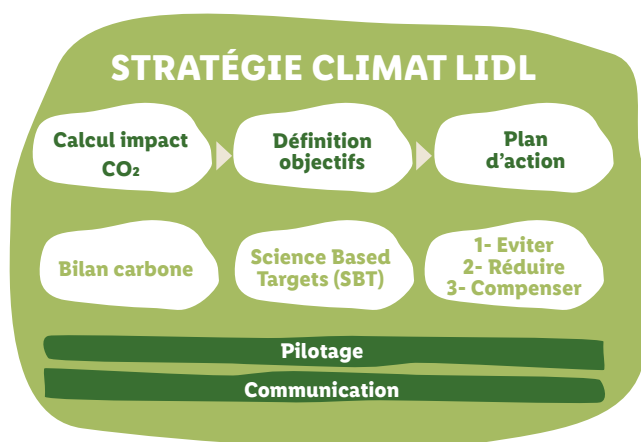 STRATÉGIE CLIMAT LIDL
Calcul impact
CO₂
Définition
objectifs
Plan
d'action
Bilan carbone
Science Based
Targets (SBT)
1- Eviter
2- Réduire
3- Compenser
Pilotage
Communication